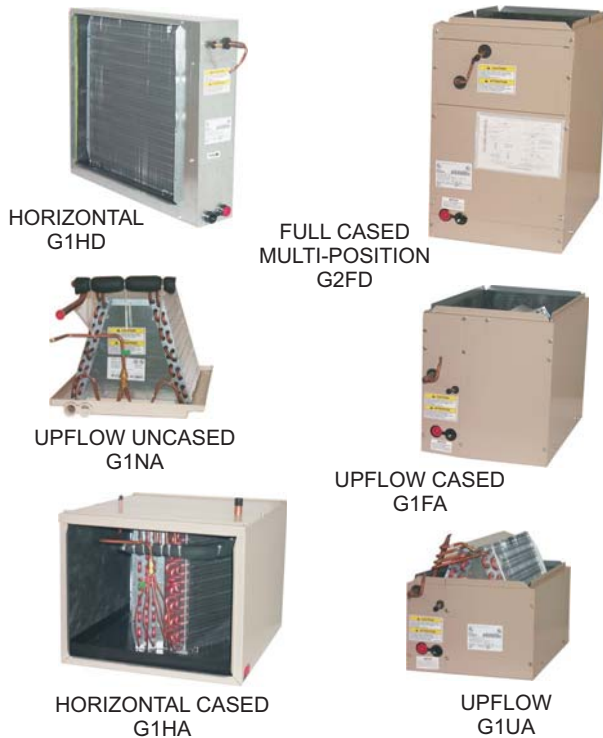 HORIZONTAL
G1HD
FULL CASED
MULTI-POSITION
G2FD
UPFLOW UNCASED
G1NA
UPFLOW CASED
G1FA
HORIZONTAL CASED
G1HA
UPFLOW
G1UA